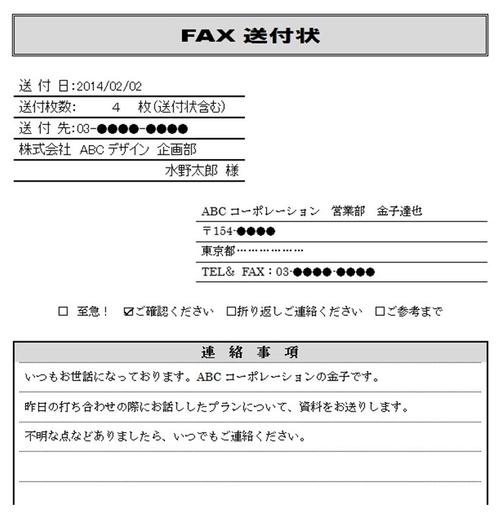 FAX 送付状
送 付 日:2014/02/02
送付枚数: 4 枚(送付状含む)
送 付 先:03-●●●●-●●●●
株式会社 ABCデザイン 企画部
水野太郎 様
ABCコーポレーション 営業部 金子達也
〒154-●●●●
東京都………………
TEL& FAX:03-●●●●-●●●●
□ 至急! ☑ご確認ください □折り返しご連絡ください □ご参考まで
連 絡 事 項
いつもお世話になっております。ABCコーポレーションの金子です。
昨日の打ち合わせの際にお話ししたプランについて、資料をお送りします。
不明な点などありましたら、いつでもご連絡ください。